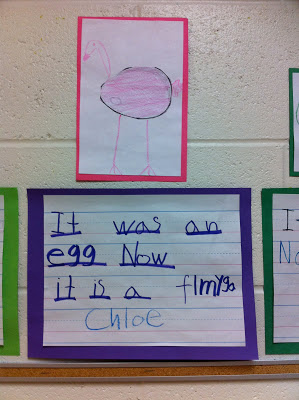 It was an
egg Now
it is a flmygo
Chloe